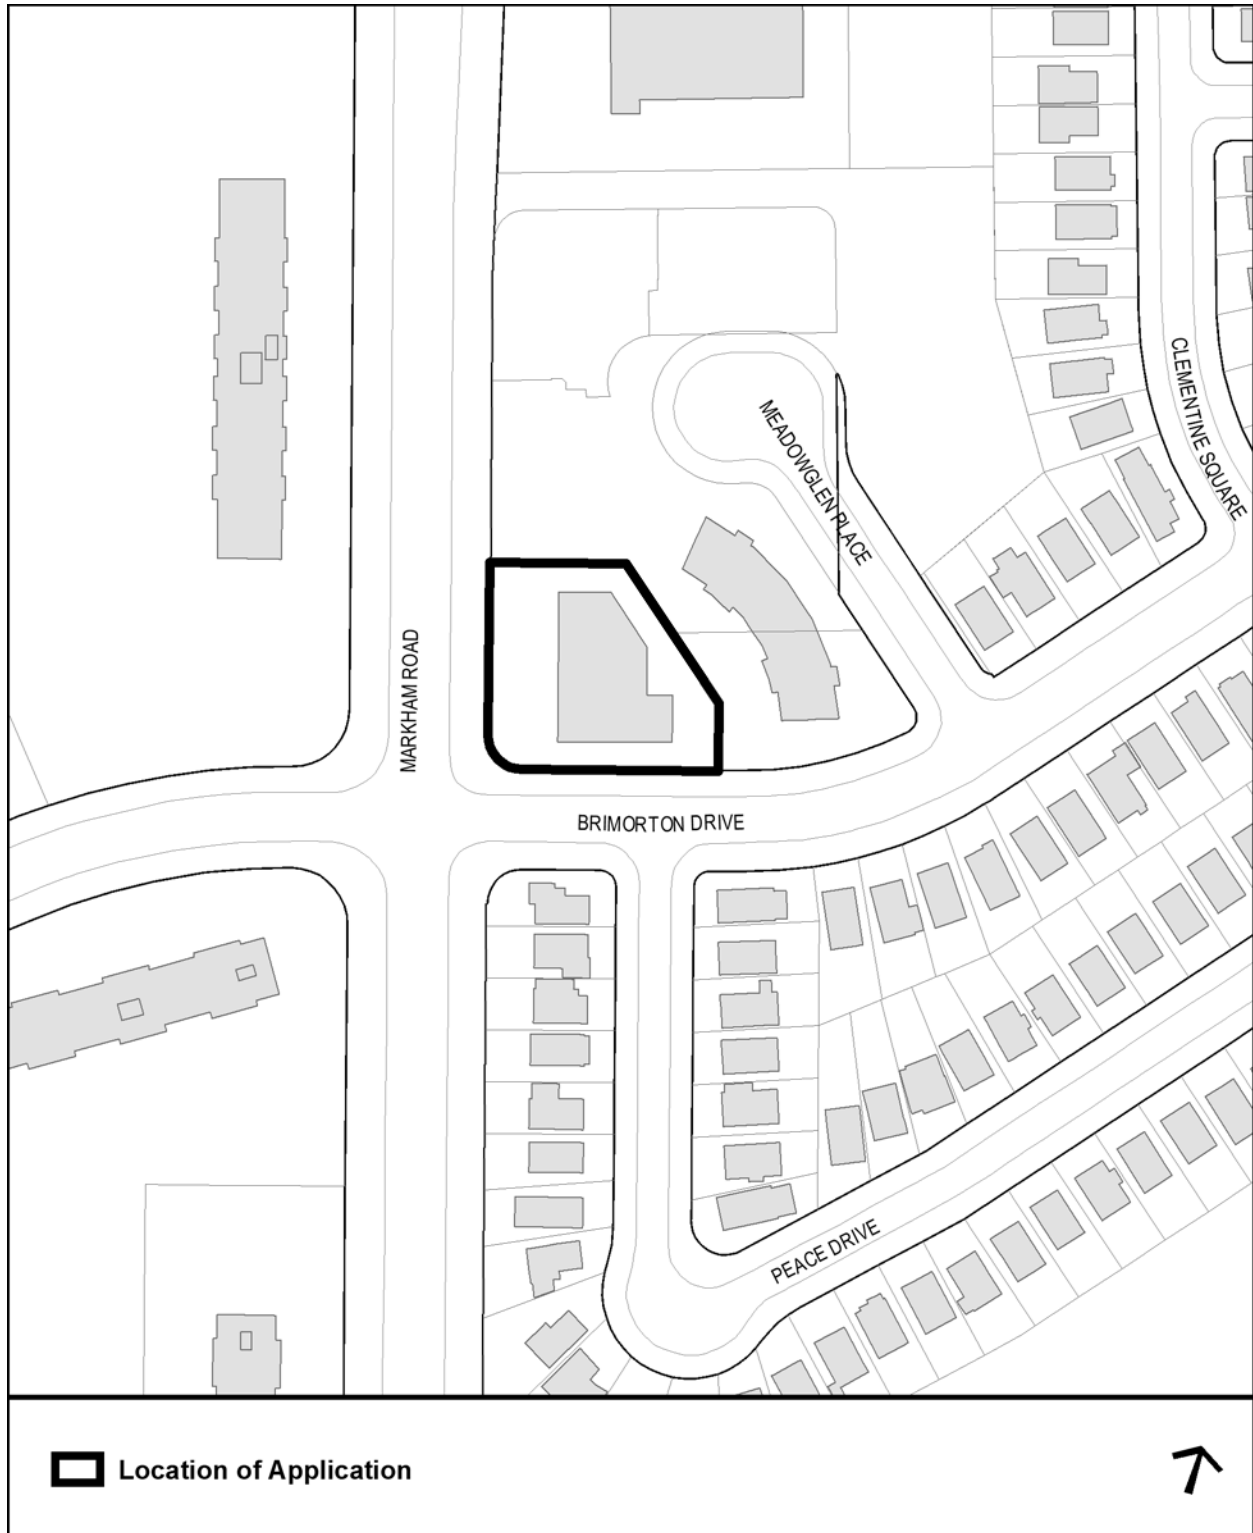 CLEMENTINE SQUARE
MEADOWGLEN PLACE
MARKHAM ROAD
BRIMORTON DRIVE
PEACE DRIVE
Location of Application